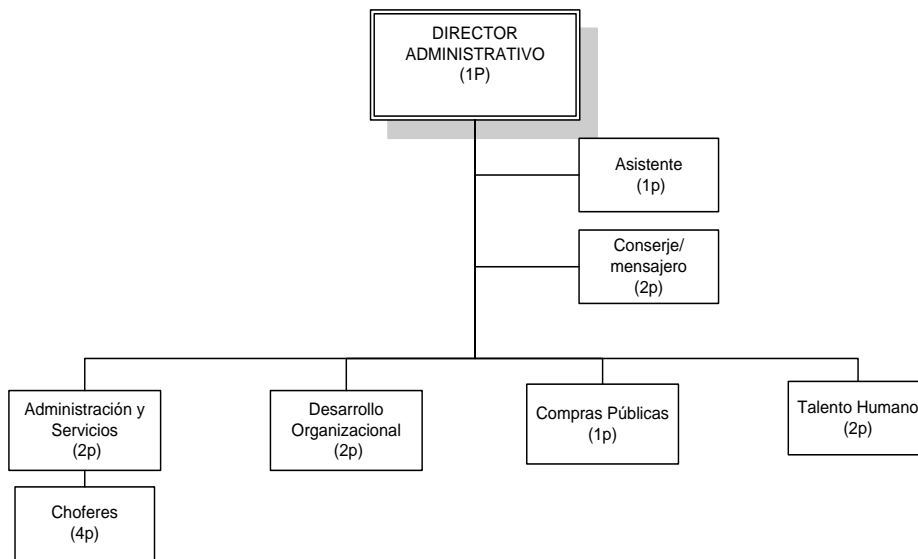 DIRECTOR
ADMINISTRATIVO
(1P)
Asistente
(1p)
Conserje/
mensajero
(2p)
Administración y
Servicios
(2p)
Desarrollo
Organizacional
(2p)
Compras Públicas
(1p)
Talento Humano
(2p)
Choferes
(4p)